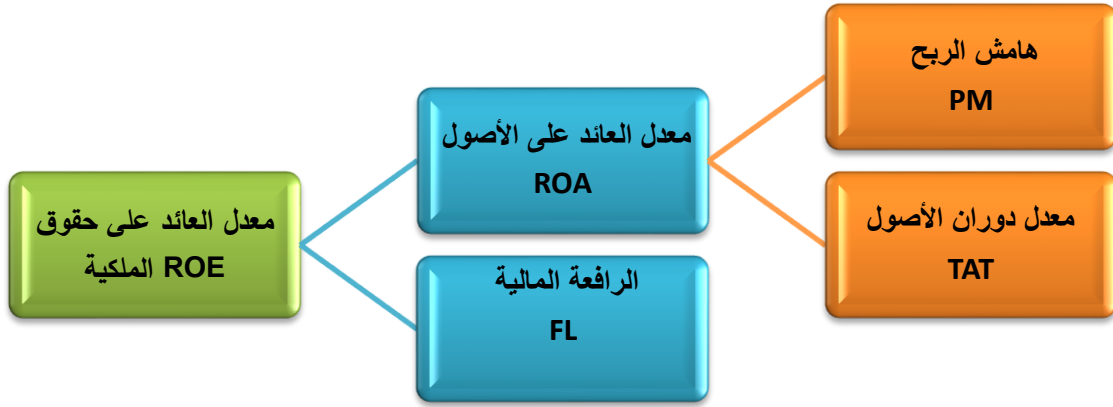 هامش الربح
PM
معدل العائد على الأصول
ROA
معدل دوران الأصول
TAT
معدل العائد على حقوق
الملكية ROE
الرافعة المالية
FL